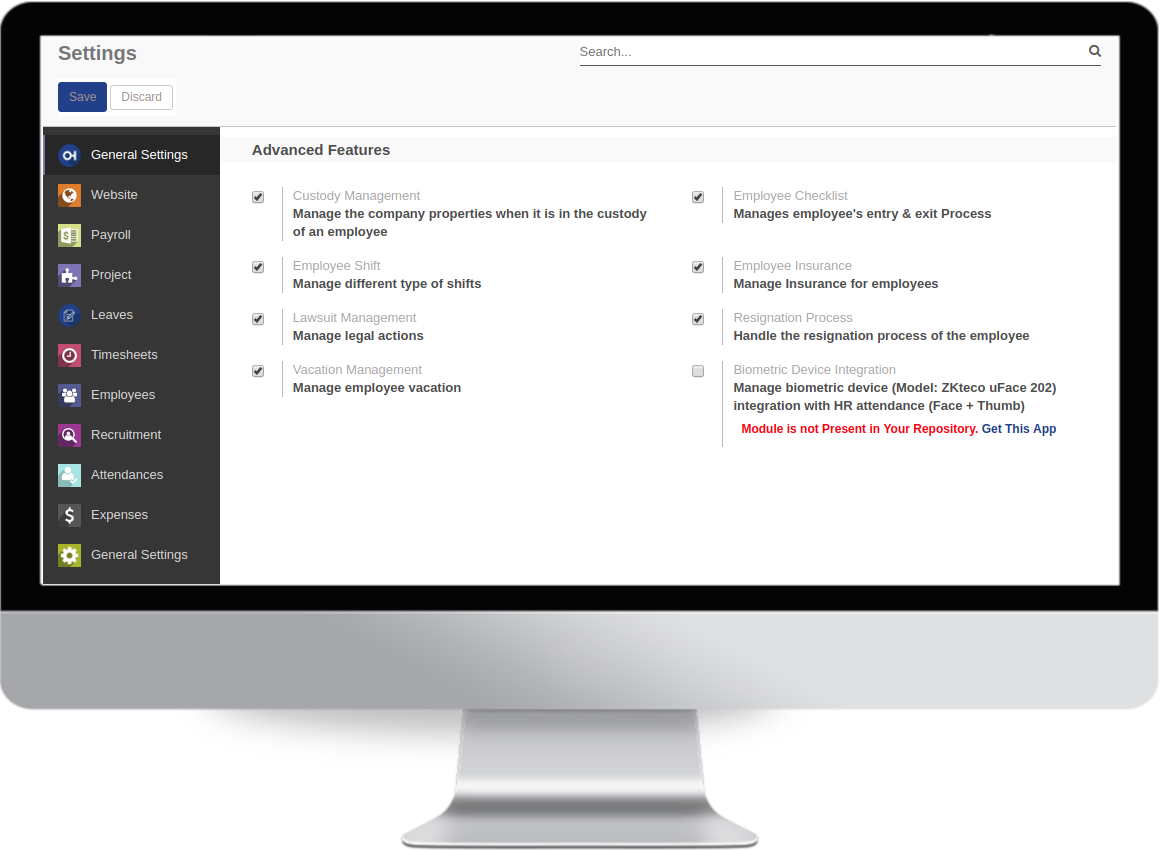 Settings
Search...
Save
Discard
General Settings
Website
Payroll
Project
Leaves
Timesheets
Employees
Recruitment
Attendances
Expenses
General Settings
Advanced Features
Custody Management
Manage the company properties when it is in the custody
of an employee
Employee Checklist
Manages employee's entry & exit Process
Employee Shift
Manage different type of shifts
Employee Insurance
Manage Insurance for employees
Lawsuit Management
Manage legal actions
Resignation Process
Handle the resignation process of the employee
Vacation Management
Manage employee vacation
Biometric Device Integration
Manage biometric device (Model: ZKteco uFace 202)
integration with HR attendance (Face + Thumb)
Module is not Present in Your Repository. Get This App